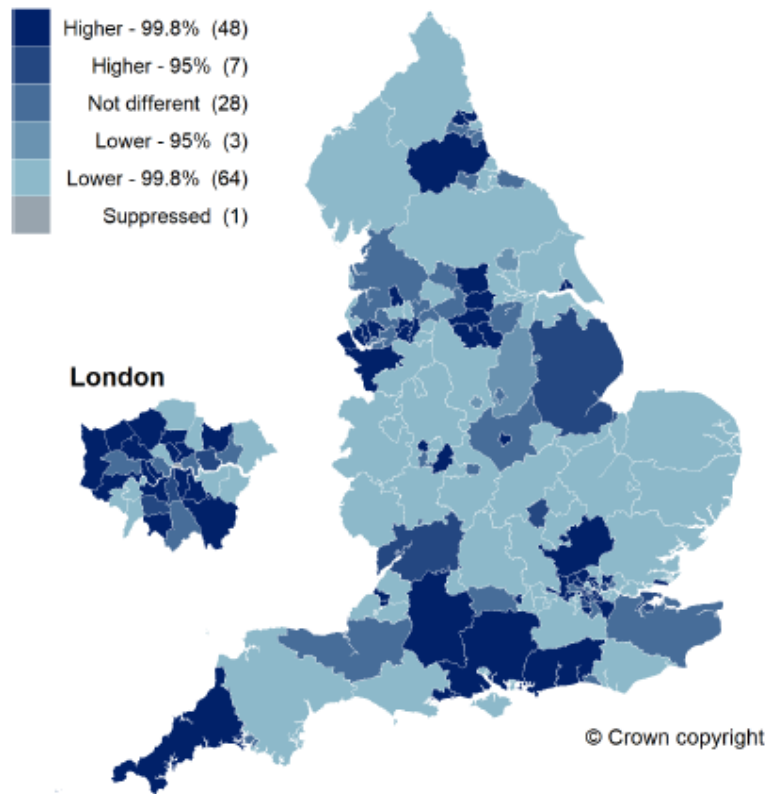 Higher - 99.8% (48)
Higher - 95% (7)
Not different (28)
Lower - 95% (3)
Lower - 99.8% (64)
Suppressed (1)
London
© Crown copyright